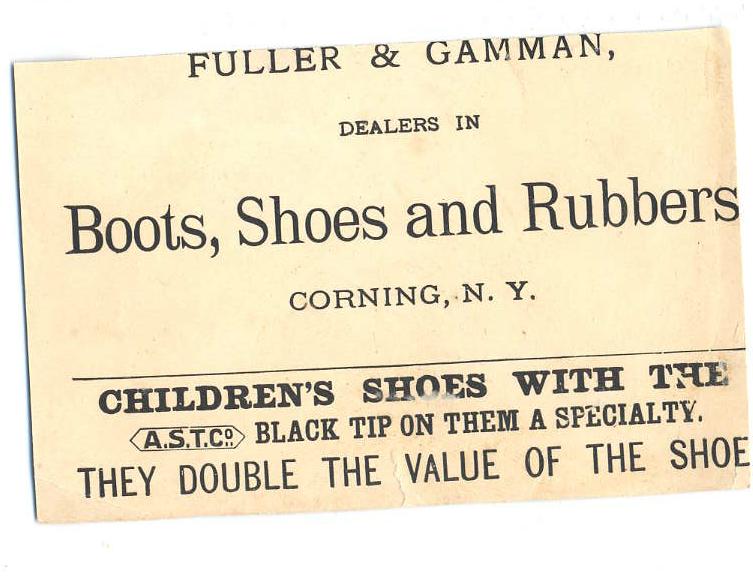 FULLER & GAMMAN,
DEALERS IN
Boots, Shoes and Rubbers
CORNING, N. Y.
CHILDREN'S SHOES WITH THE
A.S.T.Co. BLACK TIP ON THEM A SPECIALTY.
THEY DOUBLE THE VALUE OF THE SHOE